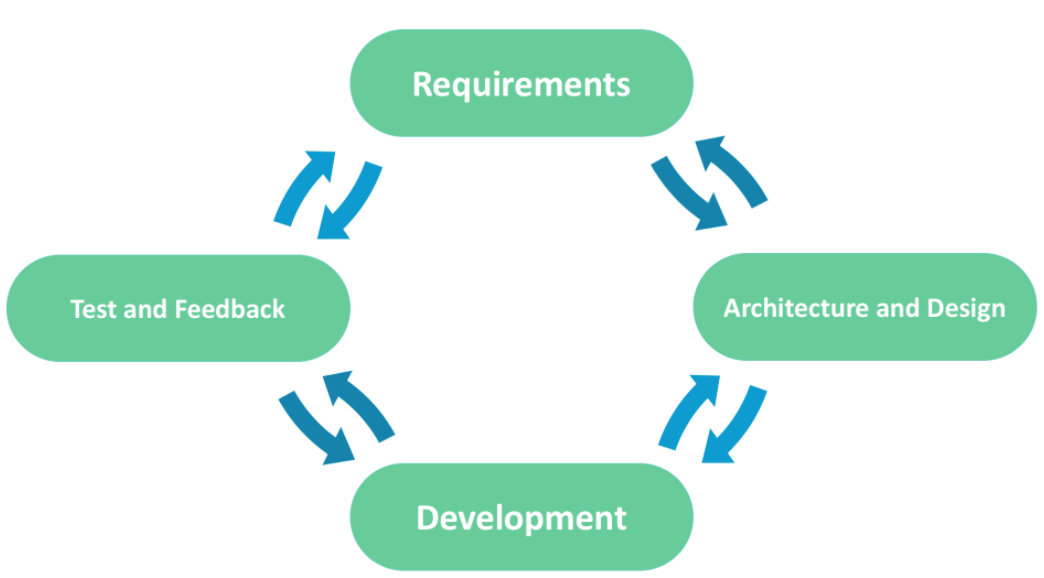 Requirements
Test and Feedback
Architecture and Design
Development